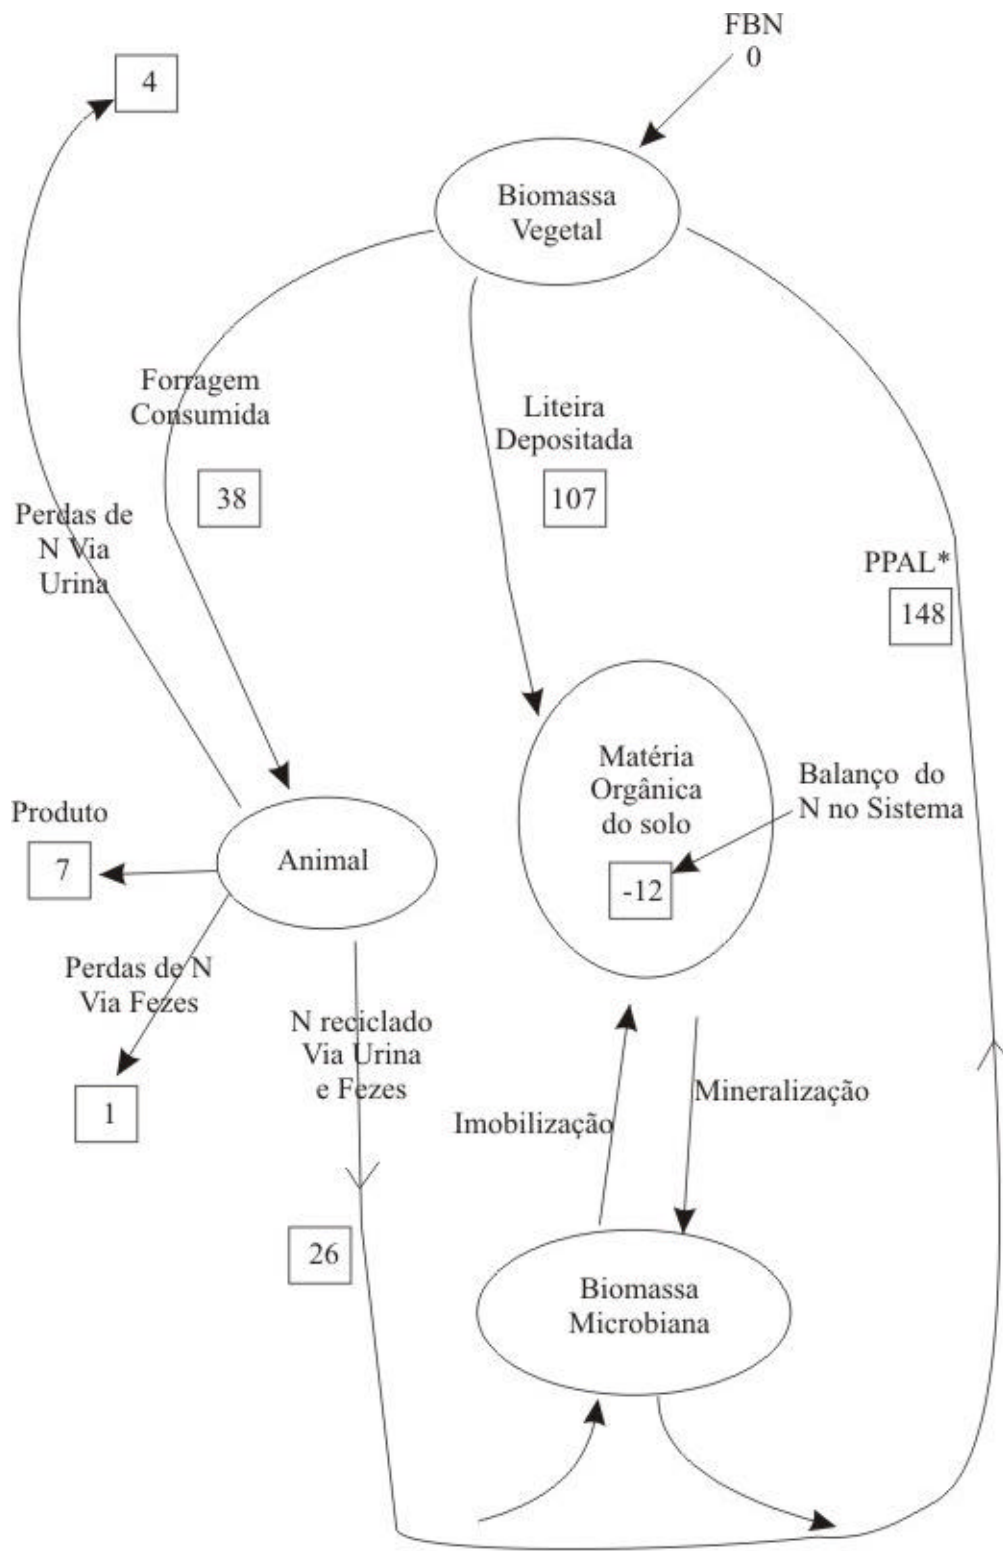 FBN
0
4
Biomassa
Vegetal
Forragem
Consumida
38
Liteira
Depositada
107
Perdas de
N Via
Urina
PPAL*
148
Matéria
Orgânica
do solo
-12
Balanço do
N no Sistema
Produto
7
Animal
Perdas de N
Via Fezes
1
N reciclado
Via Urina
e Fezes
26
Imobilização
Mineralização
Biomassa
Microbiana